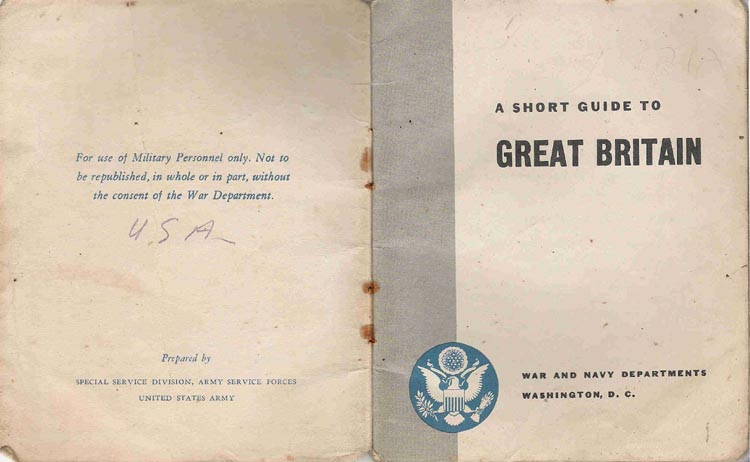 For use of Military Personnel only. Not to
be republished, in whole or in part, without
the consent of the War Department.
U.S.A.
Prepared by
SPECIAL SERVICE DIVISION, ARMY SERVICE FORCES
UNITED STATES ARMY
A SHORT GUIDE TO
GREAT BRITAIN
WAR AND NAVY DEPARTMENTS
WASHINGTON, D. C.